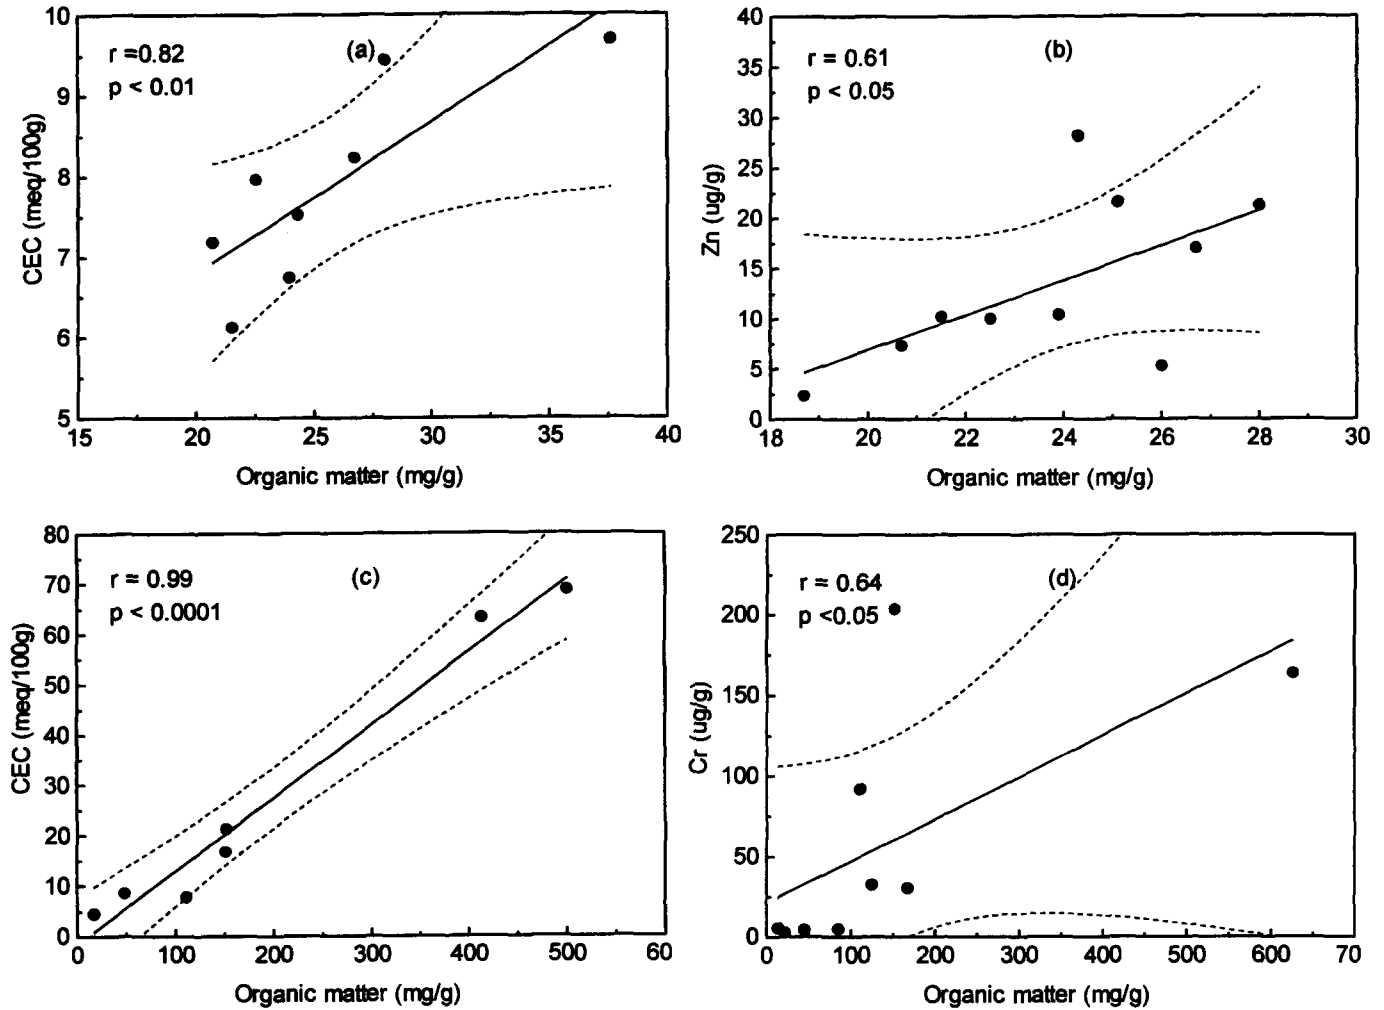 10
9
8
7
6
5
CEC (meq/100g)
r =0.82
p < 0.01
(a)
15 20 25 30 35 40
Organic matter (mg/g)
40
35
30
25
20
15
10
5
0
Zn (ug/g)
r = 0.61
p < 0.05
(b)
18 20 22 24 26 28 30
Organic matter (mg/g)
80
70
60
50
40
30
20
10
0
CEC (meq/100g)
r = 0.99
p < 0.0001
(c)
0 100 200 300 400 500 60
Organic matter (mg/g)
250
200
150
100
50
0
Cr (ug/g)
r = 0.64
p <0.05
(d)
0 100 200 300 400 500 600 70
Organic matter (mg/g)